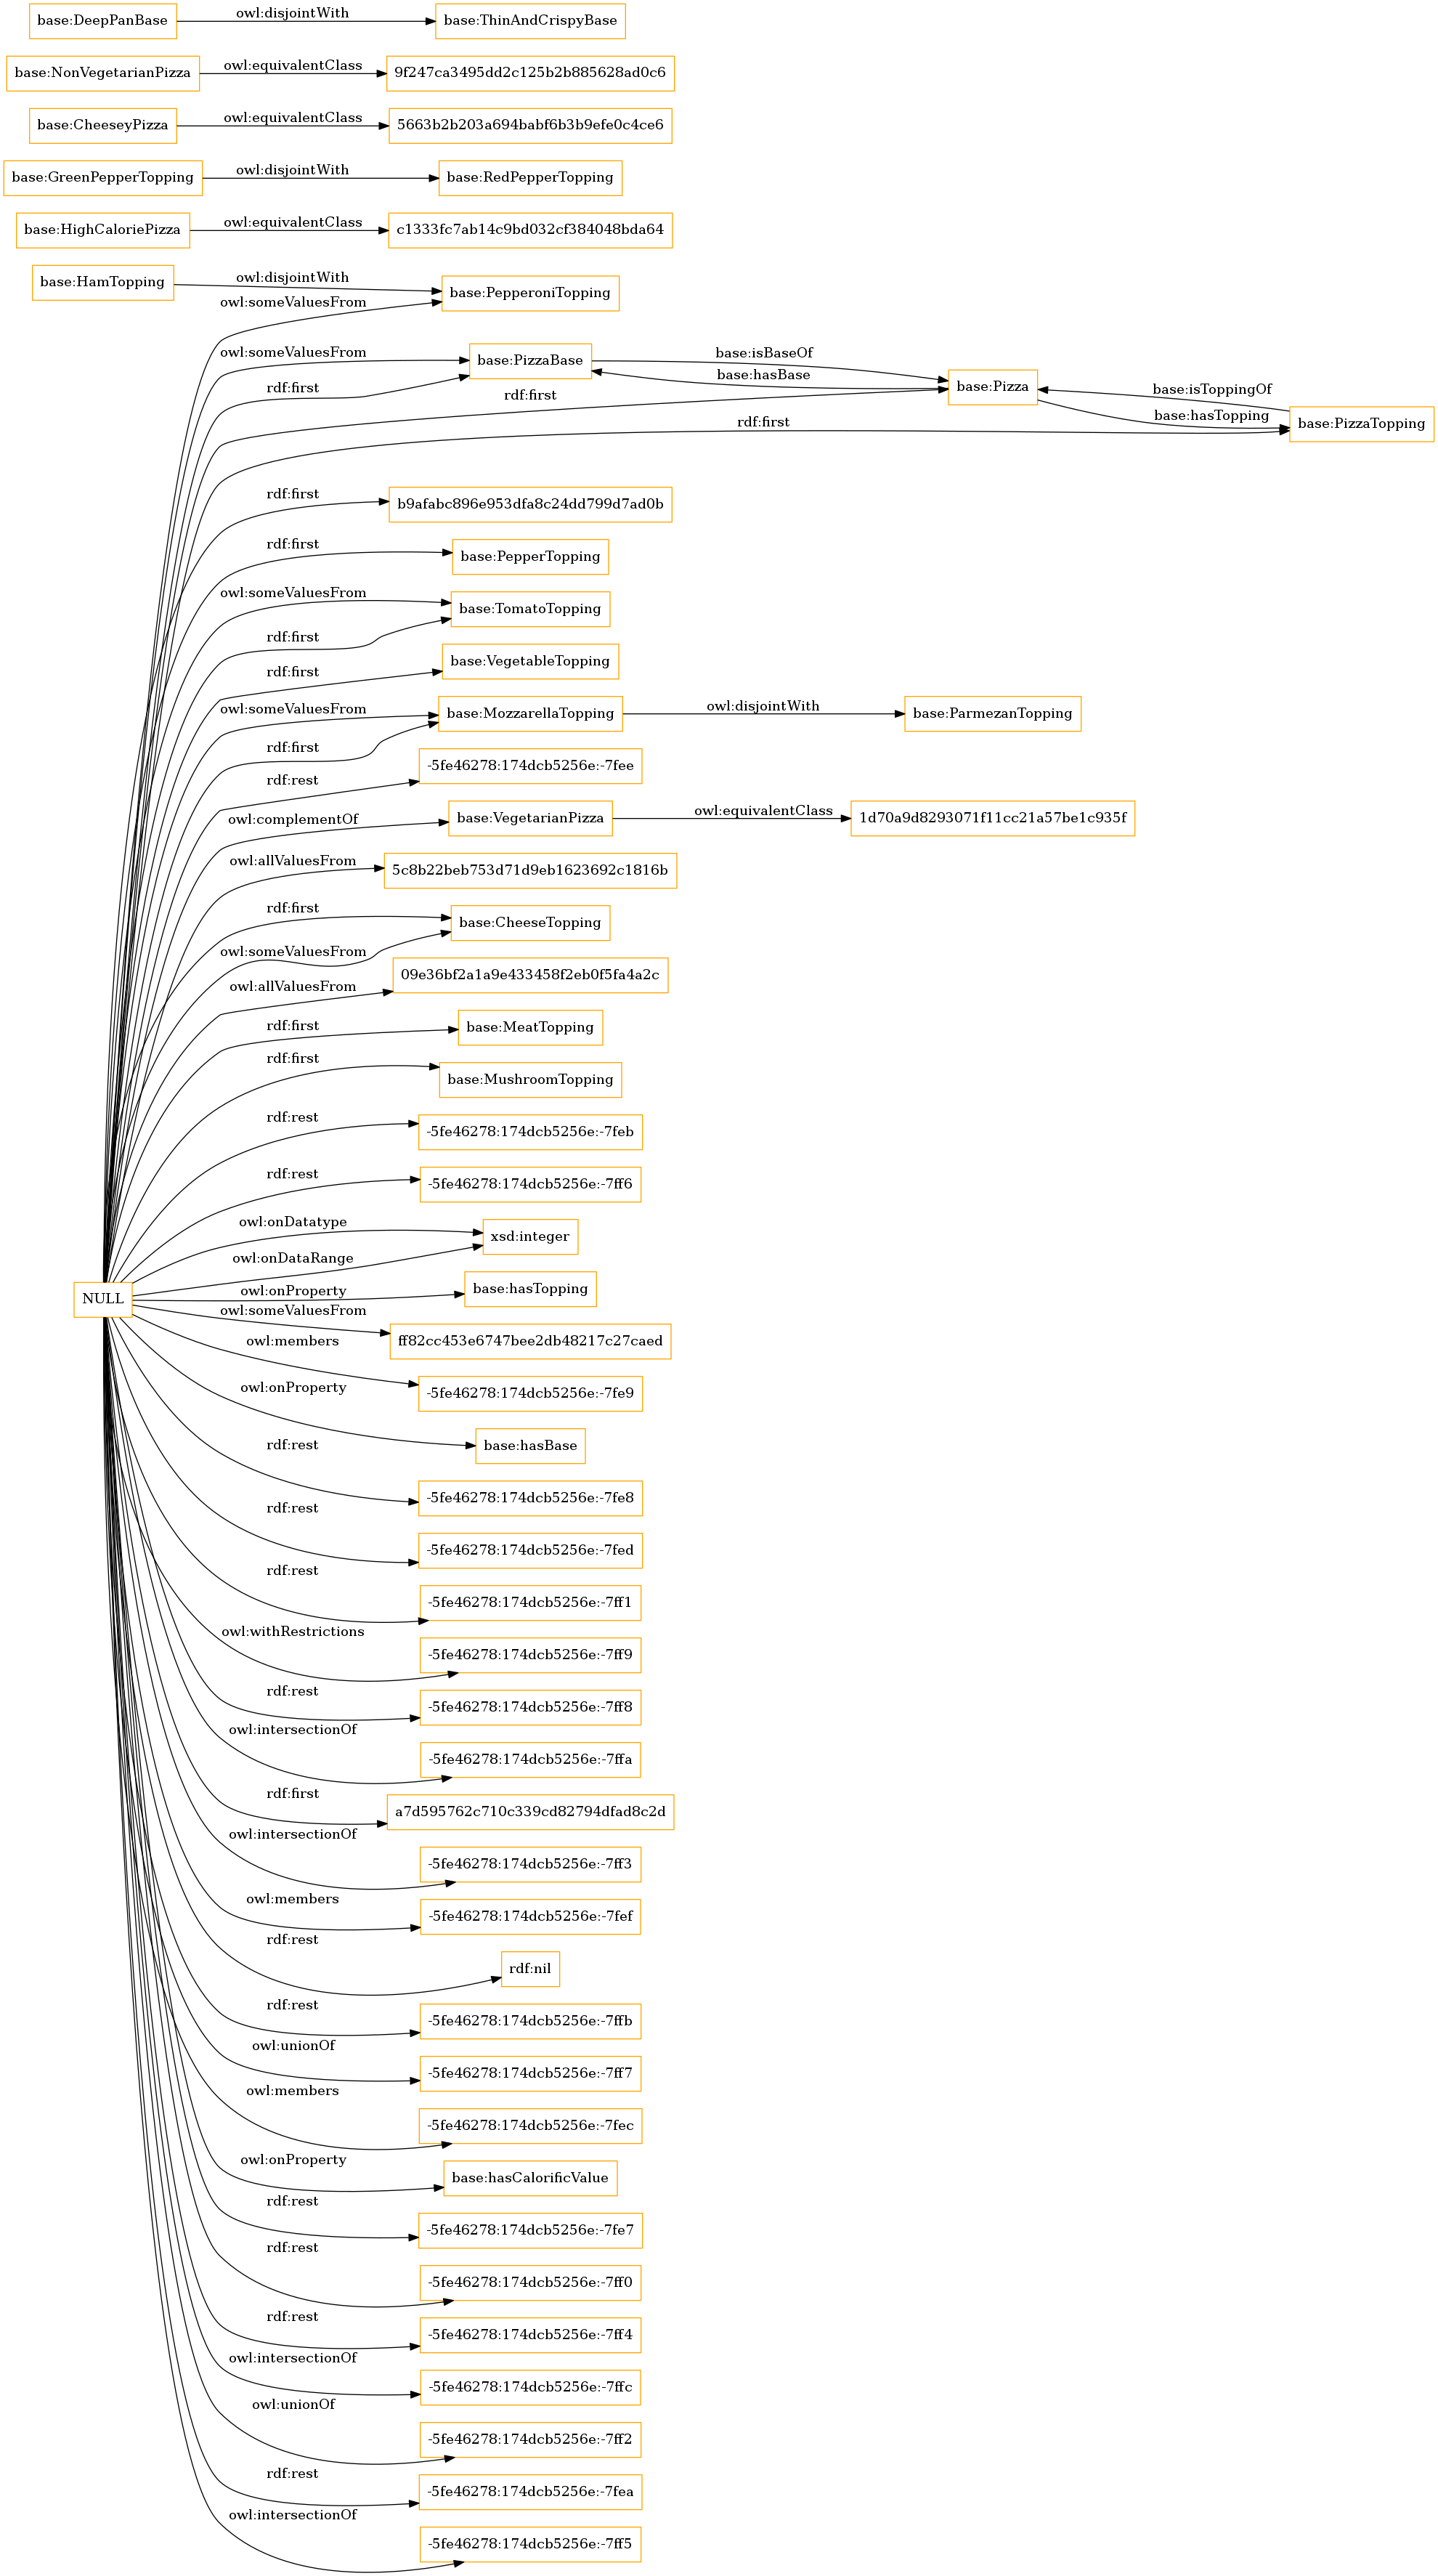 base:DeepPanBase owl:disjointWith base:ThinAndCrispyBase
base:NonVegetarianPizza owl:equivalentClass 9f247ca3495dd2c125b2b885628ad0c6
base:CheeseyPizza owl:equivalentClass 5663b2b203a694babf6b3b9efe0c4ce6
base:GreenPepperTopping owl:disjointWith base:RedPepperTopping
base:HighCaloriePizza owl:equivalentClass c1333fc7ab14c9bd032cf384048bda64
base:HamTopping owl:disjointWith base:PepperoniTopping
owl:someValuesFrom
owl:someValuesFrom base:PizzaBase base:isBaseOf
base:hasBase base:Pizza base:isToppingOf
rdf:first
rdf:first
base:hasTopping base:PizzaTopping
rdf:first
rdf:first b9afabc896e953dfa8c24dd799d7ad0b
rdf:first base:PepperTopping
owl:someValuesFrom base:TomatoTopping
rdf:first
rdf:first base:VegetableTopping
owl:someValuesFrom base:MozzarellaTopping owl:disjointWith base:ParmezanTopping
rdf:first
rdf:rest -5fe46278:174dcb5256e:-7fee
owl:complementOf base:VegetarianPizza owl:equivalentClass 1d70a9d8293071f11cc21a57be1c935f
owl:allValuesFrom 5c8b22beb753d71d9eb1623692c1816b
rdf:first base:CheeseTopping
owl:someValuesFrom
owl:allValuesFrom 09e36bf2a1a9e433458f2eb0f5fa4a2c
rdf:first base:MeatTopping
rdf:first base:MushroomTopping
rdf:rest -5fe46278:174dcb5256e:-7feb
rdf:rest -5fe46278:174dcb5256e:-7ff6
owl:onDatatype xsd:integer
owl:onDataRange
NULL owl:onProperty base:hasTopping
owl:someValuesFrom ff82cc453e6747bee2db48217c27caed
owl:members -5fe46278:174dcb5256e:-7fe9
owl:onProperty base:hasBase
rdf:rest -5fe46278:174dcb5256e:-7fe8
rdf:rest -5fe46278:174dcb5256e:-7fed
rdf:rest -5fe46278:174dcb5256e:-7ff1
owl:withRestrictions -5fe46278:174dcb5256e:-7ff9
rdf:rest -5fe46278:174dcb5256e:-7ff8
owl:intersectionOf -5fe46278:174dcb5256e:-7ffa
rdf:first a7d595762c710c339cd82794dfad8c2d
owl:intersectionOf -5fe46278:174dcb5256e:-7ff3
owl:members -5fe46278:174dcb5256e:-7fef
rdf:rest rdf:nil
rdf:rest -5fe46278:174dcb5256e:-7ffb
owl:unionOf -5fe46278:174dcb5256e:-7ff7
owl:members -5fe46278:174dcb5256e:-7fec
owl:onProperty base:hasCalorificValue
rdf:rest -5fe46278:174dcb5256e:-7fe7
rdf:rest -5fe46278:174dcb5256e:-7ff0
rdf:rest -5fe46278:174dcb5256e:-7ff4
owl:intersectionOf -5fe46278:174dcb5256e:-7ffc
owl:unionOf -5fe46278:174dcb5256e:-7ff2
rdf:rest -5fe46278:174dcb5256e:-7fea
owl:intersectionOf -5fe46278:174dcb5256e:-7ff5